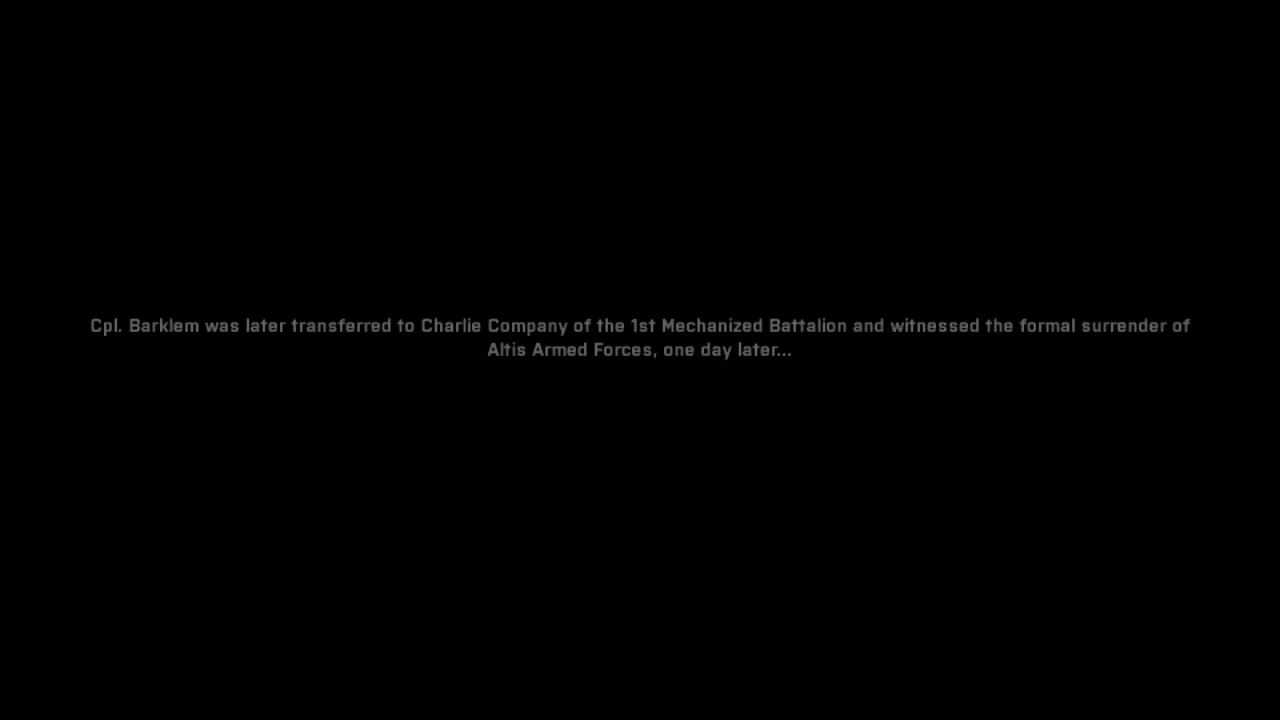 Cpl. Barklem was later transferred to Charlie Company of the 1st Mechanized Battalion and witnessed the formal surrender of
Altis Armed Forces, one day later...